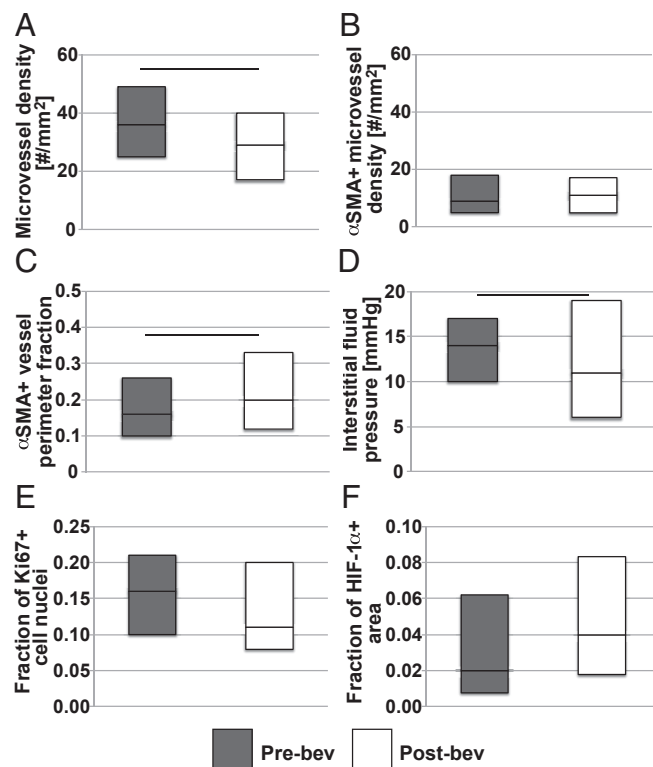 A
Microvessel density
[#/mm²]
60
40
20
0
B
αSMA+ microvessel
density [#/mm²]
60
40
20
0
C
αSMA+ vessel
perimeter fraction
0.5
0.4
0.3
0.2
0.1
0
D
Interstitial fluid
pressure [mmHg]
20
15
10
5
0
E
Fraction of Ki67+
cell nuclei
0.25
0.20
0.15
0.10
0.05
0.00
F
Fraction of HIF-1α+
area
0.10
0.08
0.06
0.04
0.02
0.00
Pre-bev
Post-bev